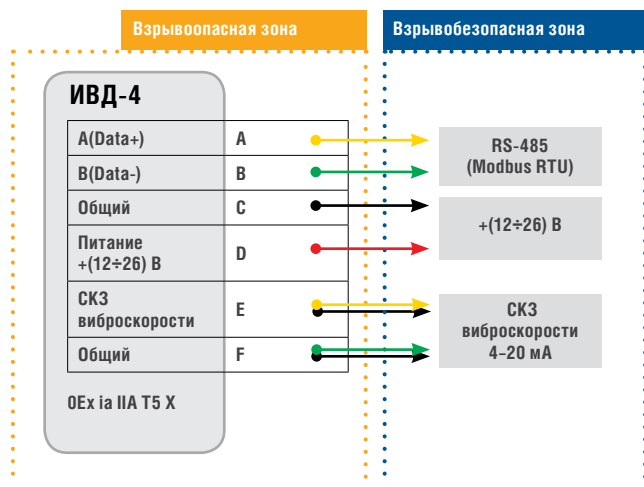 Взрывоопасная зона
Взрывобезопасная зона
ИВД-4
A(Data+) A
B(Data-) B
Общий C
Питание
+(12÷26) В D
СКЗ
виброскорости E
Общий F
0Ex ia IIA T5 X
RS-485
(Modbus RTU)
+(12÷26) В
СКЗ
виброскорости
4–20 мА